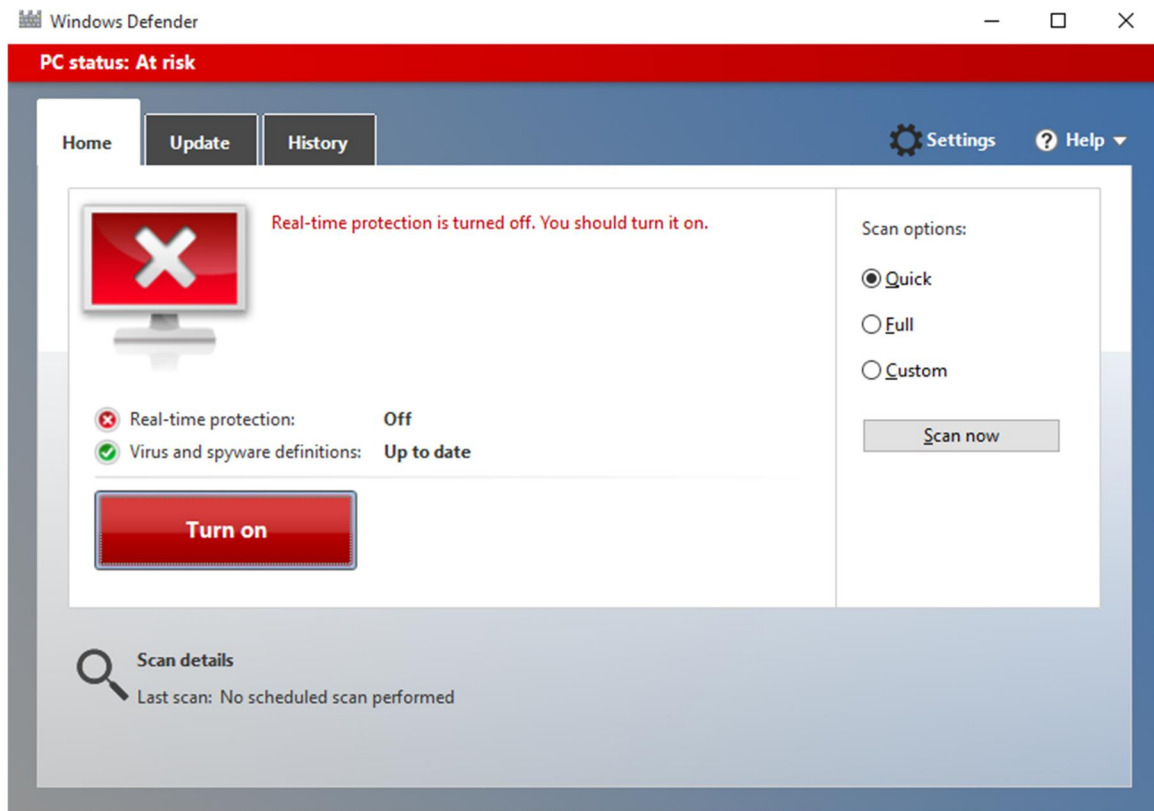 Windows Defender
PC status: At risk
Home Update History Settings Help
Real-time protection is turned off. You should turn it on.
Real-time protection: Off
Virus and spyware definitions: Up to date
Turn on
Scan options:
Quick
Full
Custom
Scan now
Scan details
Last scan: No scheduled scan performed